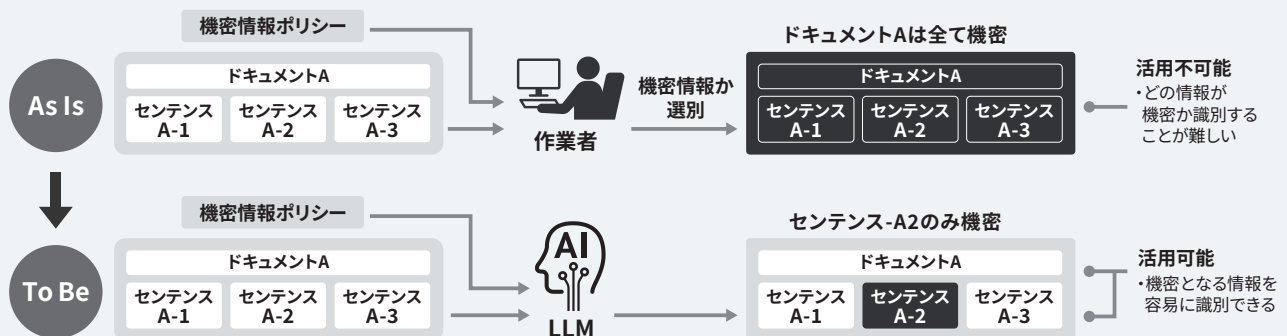 機密情報ポリシー
As Is
ドキュメントA
センテンス
A-1
センテンス
A-2
センテンス
A-3
作業者
機密情報か
選別
ドキュメントAは全て機密
ドキュメントA
センテンス
A-1
センテンス
A-2
センテンス
A-3
活用不可能
・どの情報が
機密か識別する
ことが難しい
機密情報ポリシー
To Be
ドキュメントA
センテンス
A-1
センテンス
A-2
センテンス
A-3
AI
LLM
センテンス-A2のみ機密
ドキュメントA
センテンス
A-1
センテンス
A-2
センテンス
A-3
活用可能
・機密となる情報を
容易に識別できる